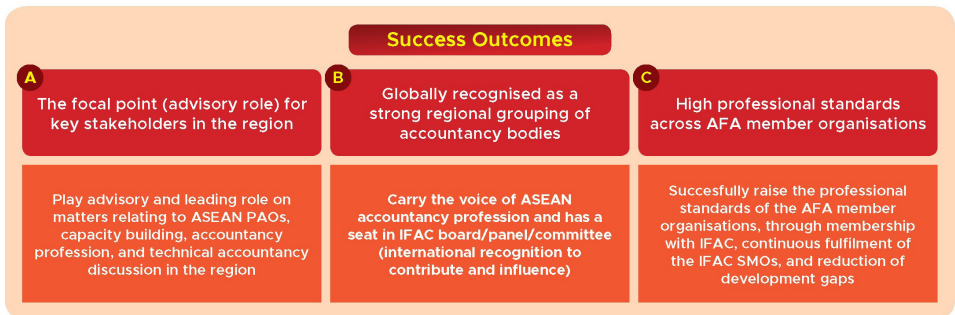 Success Outcomes
A
The focal point (advisory role) for
key stakeholders in the region
Play advisory and leading role on
matters relating to ASEAN PAOs,
capacity building, accountancy
profession, and technical accountancy
discussion in the region
B
Globally recognised as a
strong regional grouping of
accountancy bodies
Carry the voice of ASEAN
accountancy profession and has a
seat in IFAC board/panel/committee
(international recognition to
contribute and influence)
C
High professional standards
across AFA member organisations
Succesfully raise the professional
standards of the AFA member
organisations, through membership
with IFAC, continuous fulfilment of
the IFAC SMOs, and reduction of
development gaps